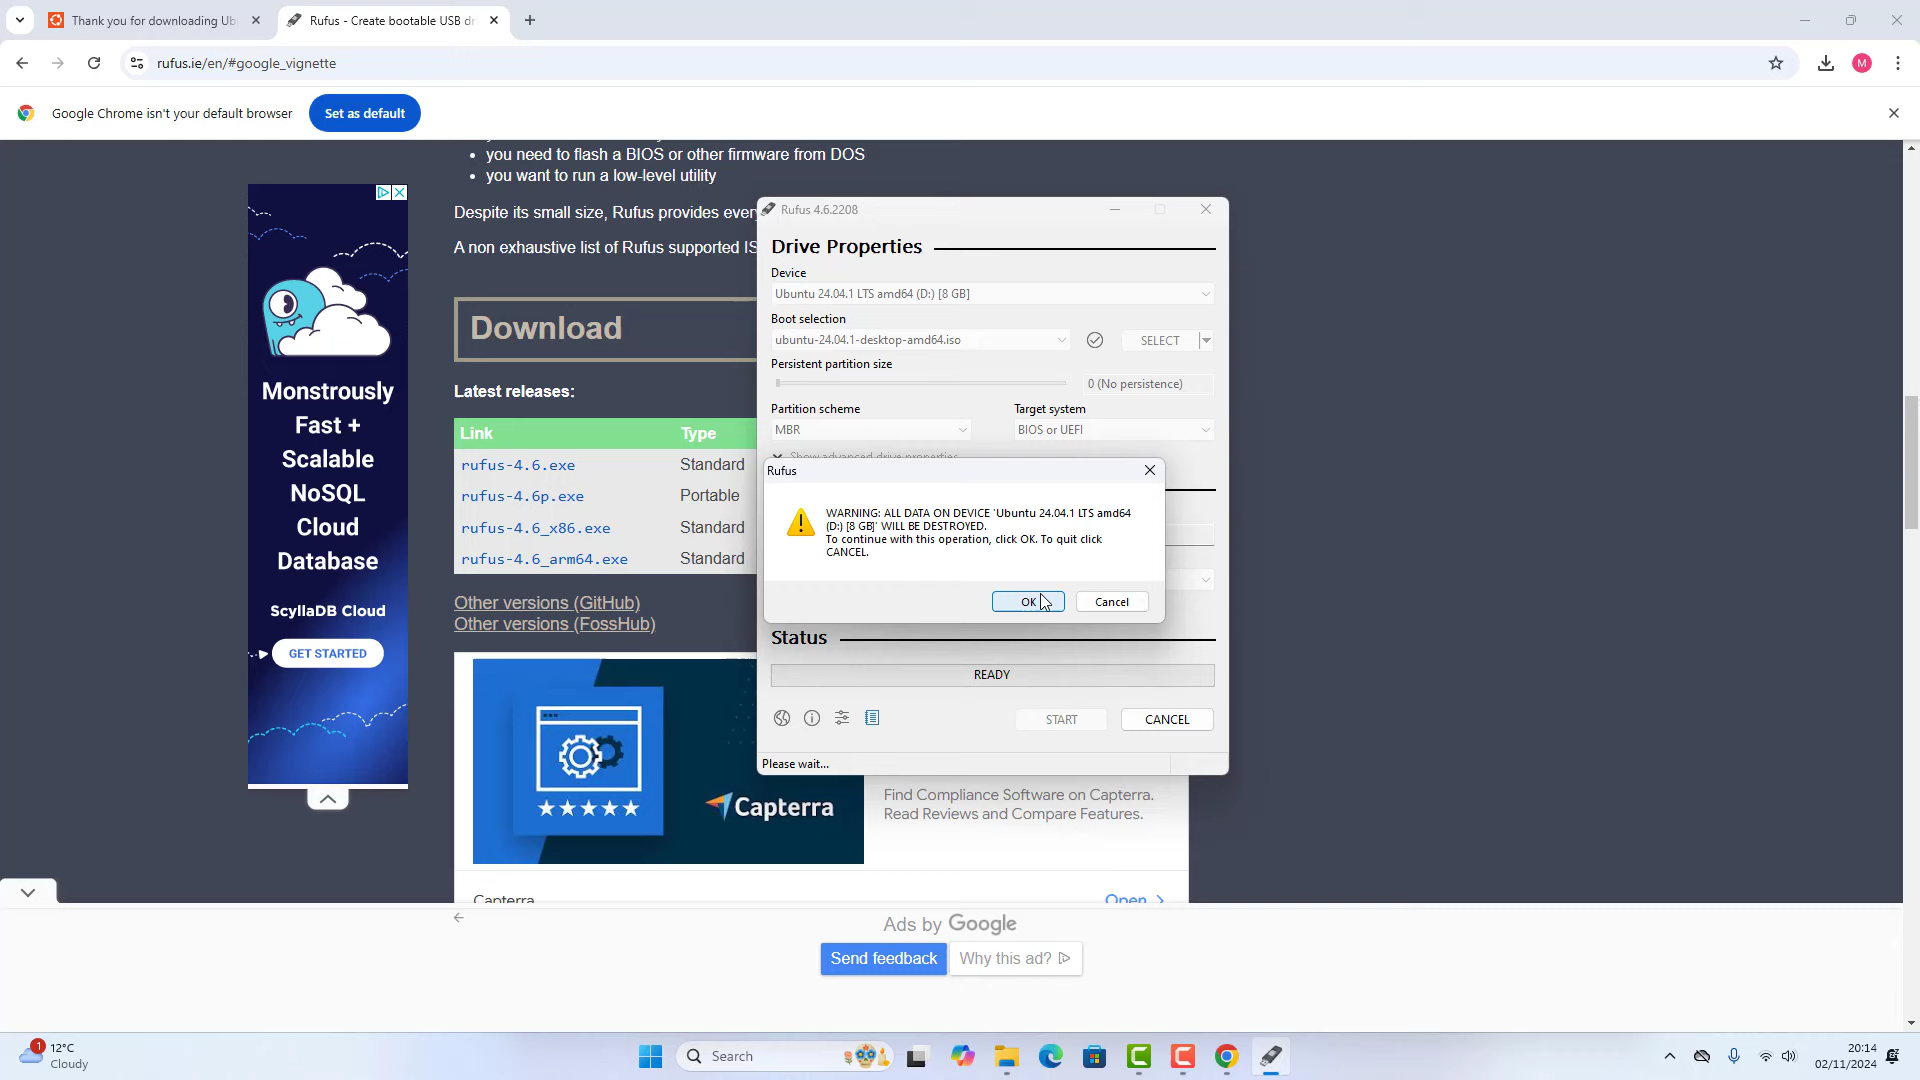 Thank you for downloading Ub
Rufus - Create bootable USB dr
rufus.ie/en/#google_vignette
M
Google Chrome isn't your default browser
Set as default
you need to flash a BIOS or other firmware from DOS
you want to run a low-level utility
Despite its small size, Rufus provides ever
A non exhaustive list of Rufus supported IS
Download
Latest releases:
Link Type
rufus-4.6.exe Standard
rufus-4.6p.exe Portable
rufus-4.6_x86.exe Standard
rufus-4.6_arm64.exe Standard
Other versions (GitHub)
Other versions (FossHub)
Monstrously
Fast +
Scalable
NoSQL
Cloud
Database
ScyllaDB Cloud
GET STARTED
Rufus 4.6.2208
Drive Properties
Device
Ubuntu 24.04.1 LTS amd64 (D:) [8 GB]
Boot selection
ubuntu-24.04.1-desktop-amd64.iso
SELECT
Persistent partition size
0 (No persistence)
Partition scheme Target system
MBR BIOS or UEFI
Show advanced drive properties
Rufus
WARNING: ALL DATA ON DEVICE 'Ubuntu 24.04.1 LTS amd64
(D:) [8 GB]' WILL BE DESTROYED.
To continue with this operation, click OK. To quit click
CANCEL.
OK Cancel
Status
READY
START CANCEL
Please wait...
Capterra
Find Compliance Software on Capterra.
Read Reviews and Compare Features.
Capterra
Open
Ads by Google
Send feedback Why this ad?
1
12°C
Cloudy
Search
20:14
02/11/2024